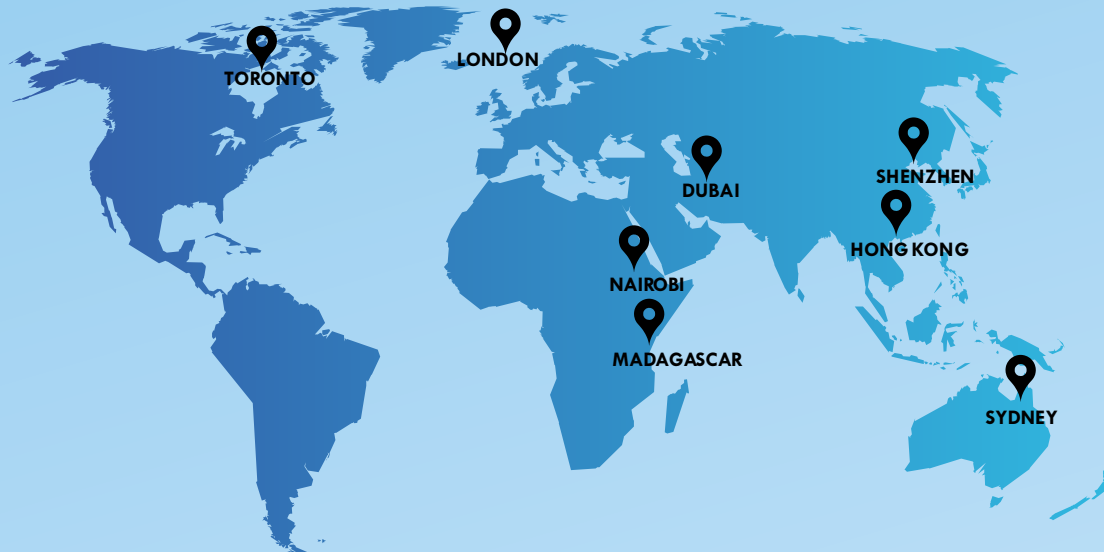 LONDON
TORONTO
SHENZHEN
DUBAI
HONG KONG
NAIROBI
MADAGASCAR
SYDNEY